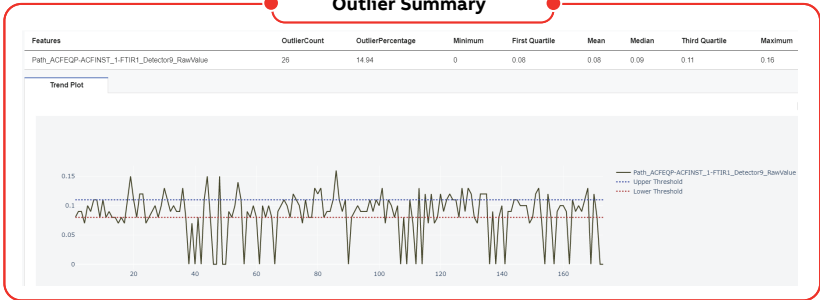 Outlier Summary
Features OutlierCount OutlierPercentage Minimum First Quartile Mean Median Third Quartile Maximum
Path_ACFEQP-ACFINST_1-FTIR1_Detector9_RawValue 26 14.94 0 0.08 0.08 0.09 0.11 0.16
Trend Plot
Path_ACFEQP-ACFINST_1-FTIR1_Detector9_RawValue
Upper Threshold
Lower Threshold
0.15
0.1
0.05
0
20 40 60 80 100 120 140 160